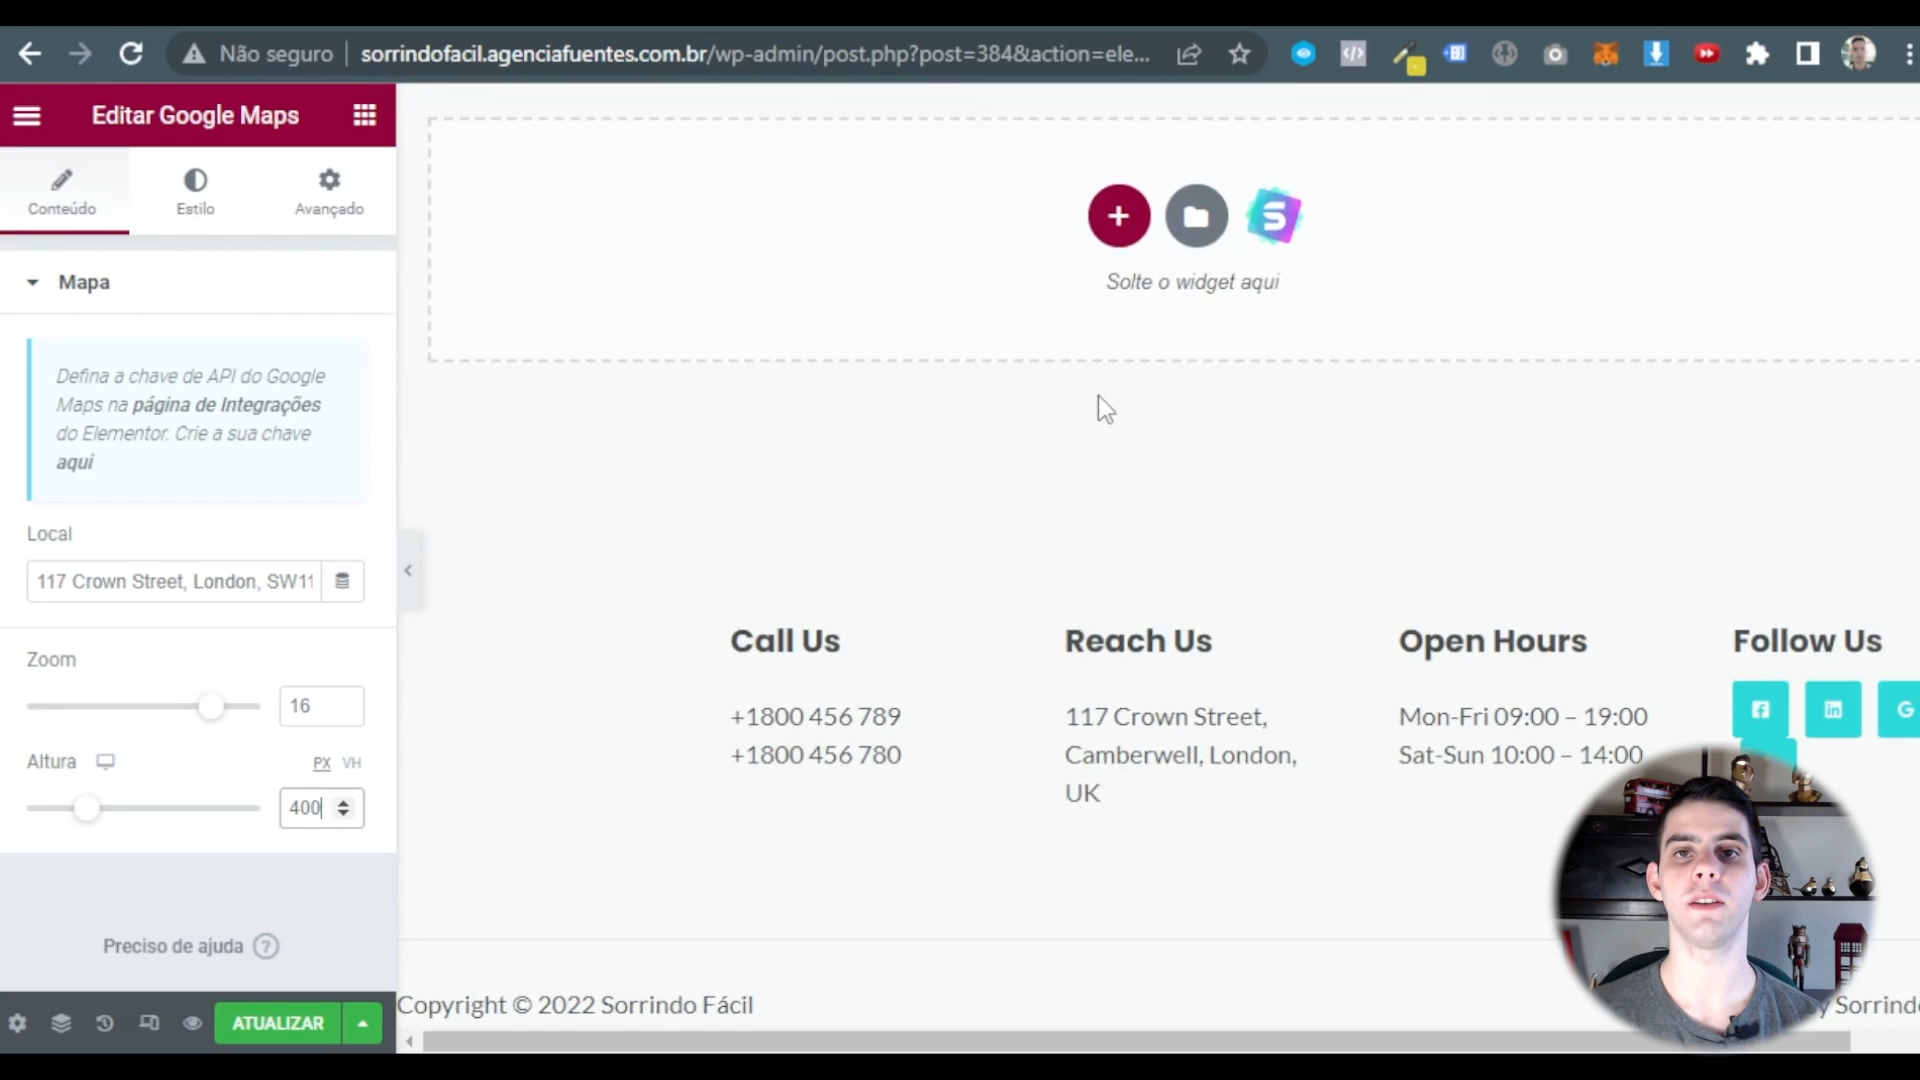 Não seguro
sorrindofacil.agenciafuentes.com.br/wp-admin/post.php?post=384&action=ele...
Editar Google Maps
Conteúdo
Estilo
Avançado
Mapa
Defina a chave de API do Google
Maps na página de Integrações
do Elementor. Crie a sua chave
aqui
Local
117 Crown Street, London, SW11
Zoom
16
Altura
PX
VH
400
Preciso de ajuda ?
ATUALIZAR
Solte o widget aqui
Call Us
+1800 456 789
+1800 456 780
Reach Us
117 Crown Street,
Camberwell, London,
UK
Open Hours
Mon-Fri 09:00 – 19:00
Sat-Sun 10:00 – 14:00
Follow Us
Copyright © 2022 Sorrindo Fácil